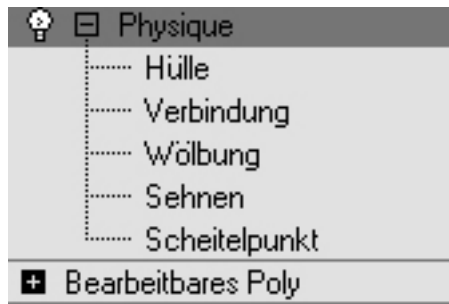 Physique
Hülle
Verbindung
Wölbung
Sehnen
Scheitelpunkt
Bearbeitbares Poly